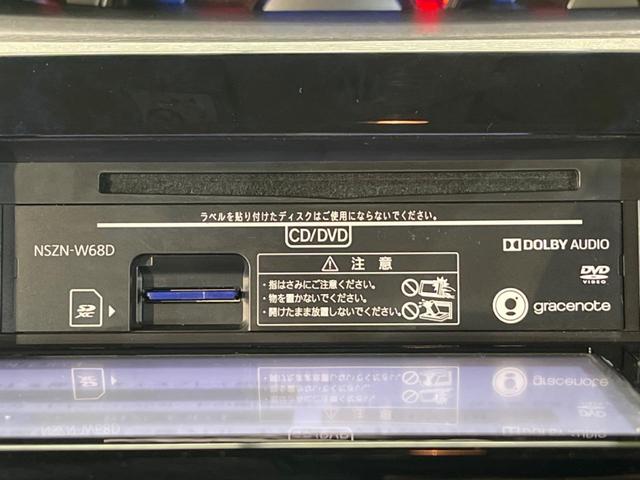 ラベルを貼り付けたディスクはご使用にならないでください。
CD/DVD
NSZN-W68D
DOLBY AUDIO
注意
・指はさみにご注意ください。
・物を置かないでください。
・開けたまま放置しないでください。
SD
XC
DVD
VIDEO
gracenote